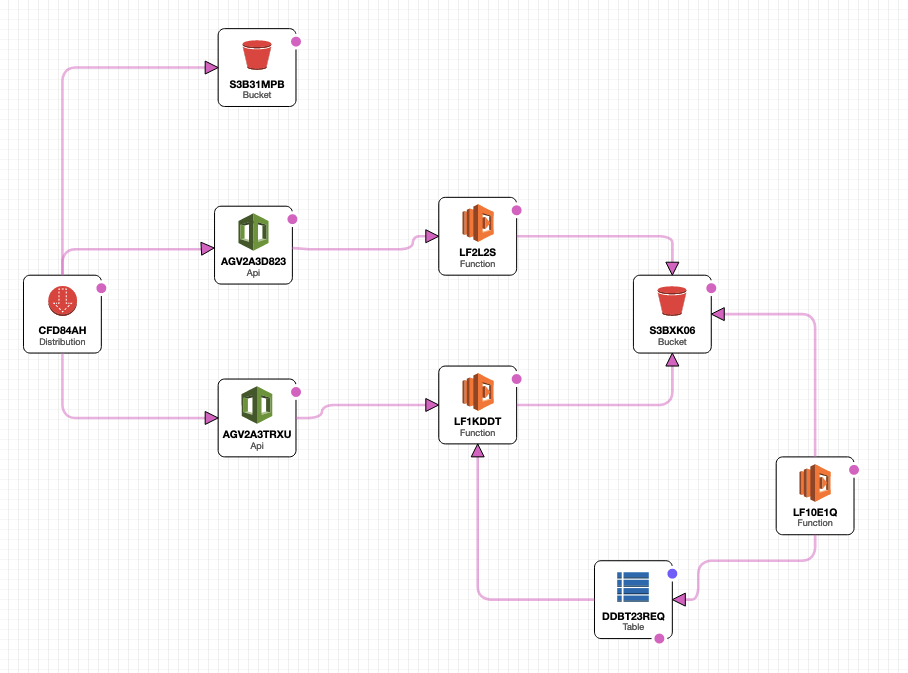 S3B31MPB
Bucket
AGV2A3D823
Api
LF2L2S
Function
CFD84AH
Distribution
S3BXK06
Bucket
AGV2A3TRXU
Api
LF1KDDT
Function
LF10E1Q
Function
DDBT23REQ
Table